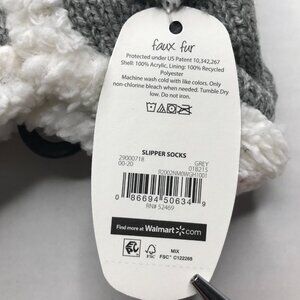 faux fur
Protected under US Patent 10,342,267
Shell: 100% Acrylic, Lining: 100% Recycled
Polyester
Machine wash cold with like colors. Only
non-chlorine bleach when needed. Tumble Dry
low. Do not iron.
SLIPPER SOCKS
29000718 GREY
00-20 018215
92002NM0WGH1001
0 86694 50634 9
RN# 52469
Find more at Walmart.com
FSC
MIX
FSC® C122268